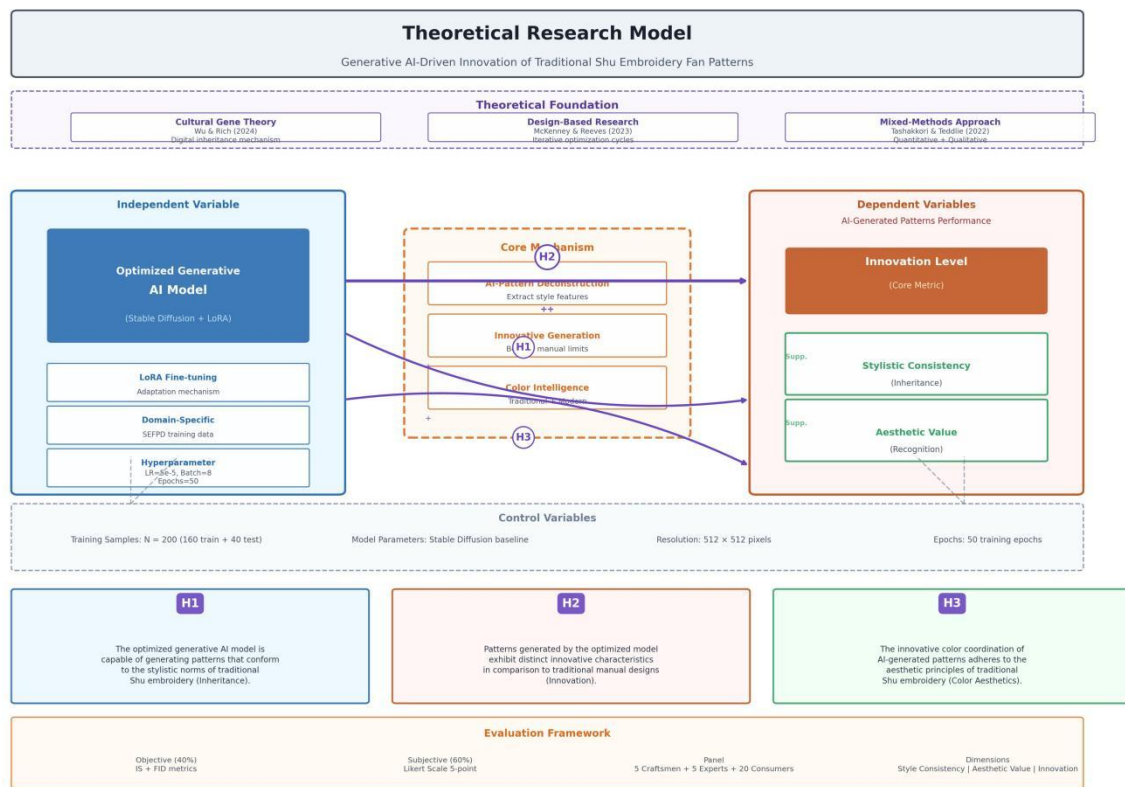 Theoretical Research Model
Generative AI-Driven Innovation of Traditional Shu Embroidery Fan Patterns
Theoretical Foundation
Cultural Gene Theory
Wu & Rich (2024)
Digital inheritance mechanism
Design-Based Research
McKenney & Reeves (2023)
Iterative optimization cycles
Mixed-Methods Approach
Tashakkori & Teddlie (2022)
Quantitative + Qualitative
Independent Variable
Optimized Generative
AI Model
(Stable Diffusion + LoRA)
LoRA Fine-tuning
Adaptation mechanism
Domain-Specific
SEFPD training data
Hyperparameter
LR=5e-5, Batch=8
Epochs=50
Core Mechanism
H2
AI-Pattern Deconstruction
Extract style features
++
Innovative Generation
H1
manual limits
+
Color Intelligence
Traditional + Modern
+
H3
Dependent Variables
AI-Generated Patterns Performance
Innovation Level
(Core Metric)
Supp.
Stylistic Consistency
(Inheritance)
Supp.
Aesthetic Value
(Recognition)
Control Variables
Training Samples: N = 200 (160 train + 40 test)
Model Parameters: Stable Diffusion baseline
Resolution: 512 × 512 pixels
Epochs: 50 training epochs
H1
The optimized generative AI model is
capable of generating patterns that conform
to the stylistic norms of traditional
Shu embroidery (Inheritance).
H2
Patterns generated by the optimized model
exhibit distinct innovative characteristics
in comparison to traditional manual designs
(Innovation).
H3
The innovative color coordination of
AI-generated patterns adheres to the
aesthetic principles of traditional
Shu embroidery (Color Aesthetics).
Evaluation Framework
Objective (40%)
IS + FID metrics
Subjective (60%)
Likert Scale 5-point
Panel
5 Craftsmen + 5 Experts + 20 Consumers
Dimensions
Style Consistency | Aesthetic Value | Innovation